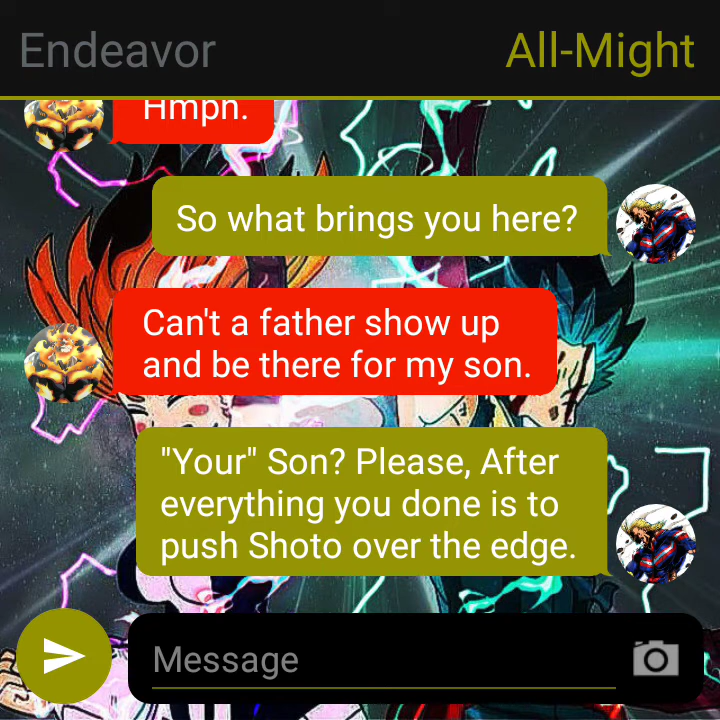 Endeavor
All-Might
Hmph.
So what brings you here?
Can't a father show up
and be there for my son.
"Your" Son? Please, After
everything you done is to
push Shoto over the edge.
Message